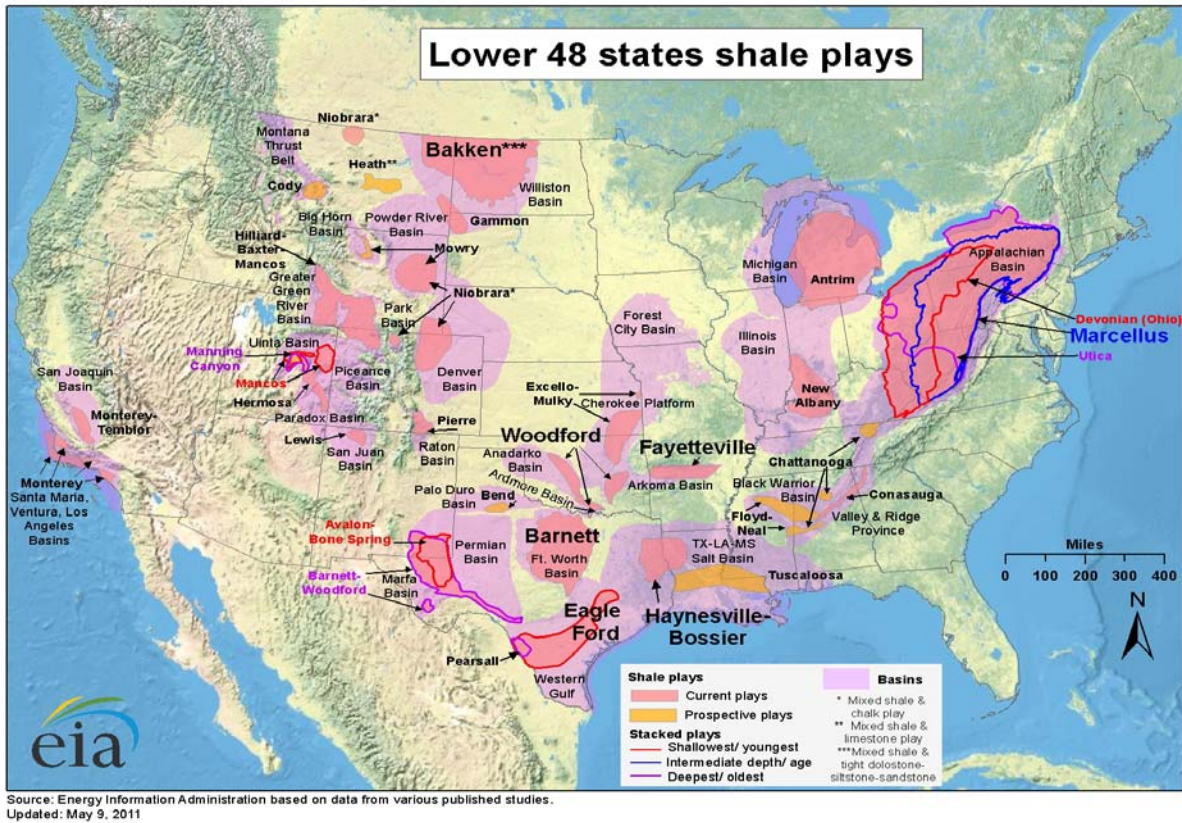 Lower 48 states shale plays
Niobrara*
Montana
Thrust
Belt
Bakken***
Heath**
Cody
Williston
Basin
Big Horn
Basin
Powder River
Basin
Gammon
Hilliard-
Baxter-
Mancos
Mowry
Greater
Green
River
Basin
Niobrara*
Park
Basin
Michigan
Basin
Antrim
Appalachian
Basin
Devonian (Ohio)
Marcellus
Utica
Forest
City Basin
Illinois
Basin
Uinta Basin
Manning
Canyon
Mancos
Piceance
Basin
Denver
Basin
San Joaquin
Basin
Hermosa
Excello-
Mulky
Cherokee Platform
New
Albany
Monterey-
Temblor
Paradox Basin
Pierre
Lewis
San Juan
Basin
Raton
Basin
Woodford
Anadarko
Basin
Fayetteville
Chattanooga
Monterey
Santa Maria,
Ventura, Los
Angeles
Basins
Ardmore Basin
Arkoma Basin
Black Warrior
Basin
Conasauga
Palo Duro
Basin
Bend
Floyd-
Neal
Valley & Ridge
Province
Avalon-
Bone Spring
Permian
Basin
Barnett
Ft. Worth
Basin
TX-LA-MS
Salt Basin
Tuscaloosa
Barnett-
Woodford
Marfa
Basin
Eagle
Ford
Haynesville-
Bossier
Pearsall
Western
Gulf
Miles
0 100 200 300 400
N
Shale plays
Current plays
Prospective plays
Stacked plays
Shallowest/ youngest
Intermediate depth/ age
Deepest/ oldest
Basins
* Mixed shale &
chalk play
** Mixed shale &
limestone play
***Mixed shale &
tight dolostone-
siltstone-sandstone
eia
Source: Energy Information Administration based on data from various published studies.
Updated: May 9, 2011